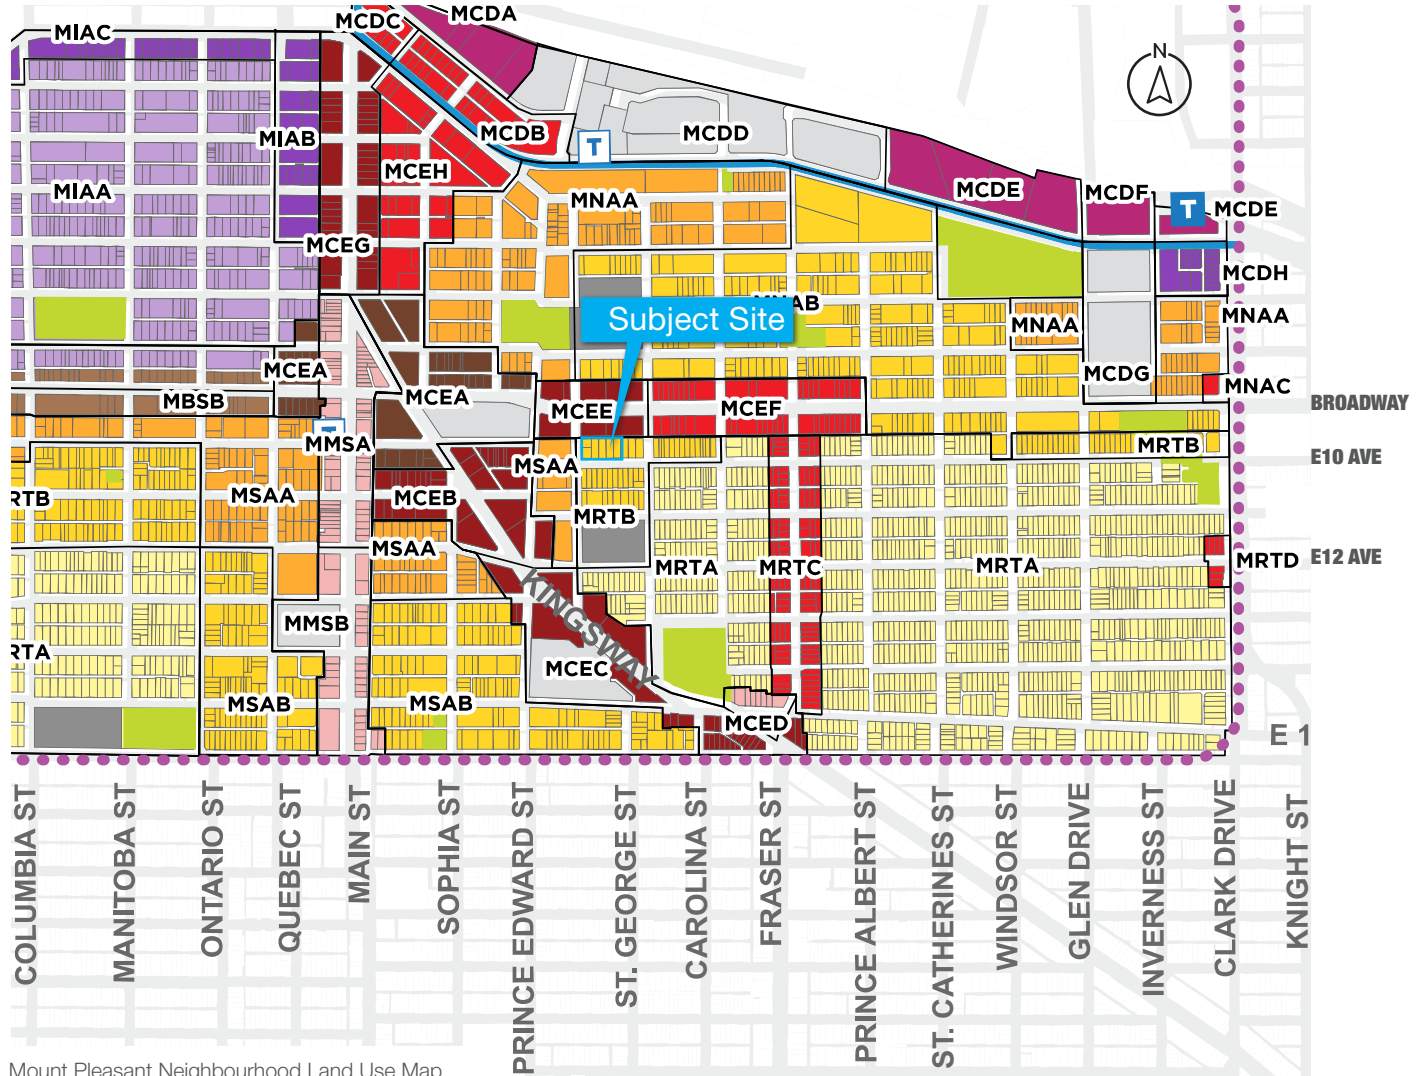 MIAC
MCDC
MCDA
N
MIAB
MCDB
T
MCDD
MIAA
MCEH
MNAA
MCDE
MCDF
T
MCDE
MCEG
MCDH
Subject Site
MNAB
MNAA
MNAA
MCEA
MCDG
MNAC
MBSB
MCEA
MCEE
MCEF
BROADWAY
T
MMSA
MRTB
MSAA
E10 AVE
RTB
MSAA
MCEB
MRTB
MSAA
MRTA
MRTC
MRTA
MRTD
E12 AVE
KINGSWAY
MMSB
RTA
MCEC
MSAB
MSAB
MCED
E 1
COLUMBIA ST
MANITOBA ST
ONTARIO ST
QUEBEC ST
MAIN ST
SOPHIA ST
PRINCE EDWARD ST
ST. GEORGE ST
CAROLINA ST
FRASER ST
PRINCE ALBERT ST
ST. CATHERINES ST
WINDSOR ST
GLEN DRIVE
INVERNESS ST
CLARK DRIVE
KNIGHT ST
Mount Pleasant Neighbourhood Land Use Map